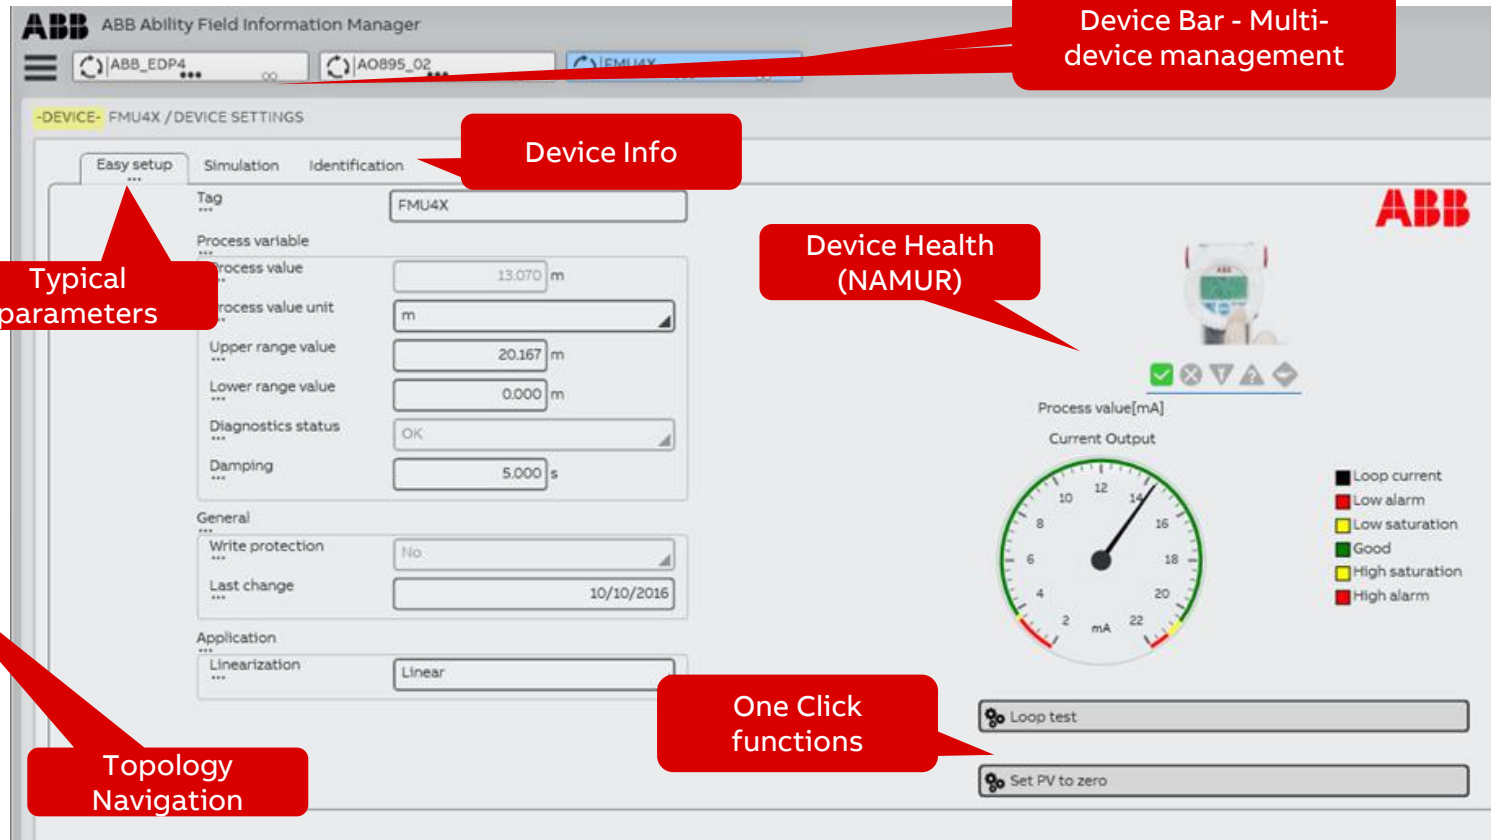 ABB ABB Ability Field Information Manager
Device Bar - Multi-
device management
ABB_EDP4
AO895_02
FMU4X
-DEVICE- FMU4X / DEVICE SETTINGS
Device Info
Easy setup Simulation Identification
Tag FMU4X
ABB
Process variable
Device Health
(NAMUR)
Typical
parameters
Process value 13.070 m
Process value unit m
Upper range value 20.167 m
Lower range value 0.000 m
Diagnostics status OK
Damping 5.000 s
General
Write protection No
Last change 10/10/2016
Application
Linearization Linear
Process value[mA]
Current Output
2 4 6 8 10 12 14 16 18 20 22
mA
Loop current
Low alarm
Low saturation
Good
High saturation
High alarm
One Click
functions
Loop test
Set PV to zero
Topology
Navigation